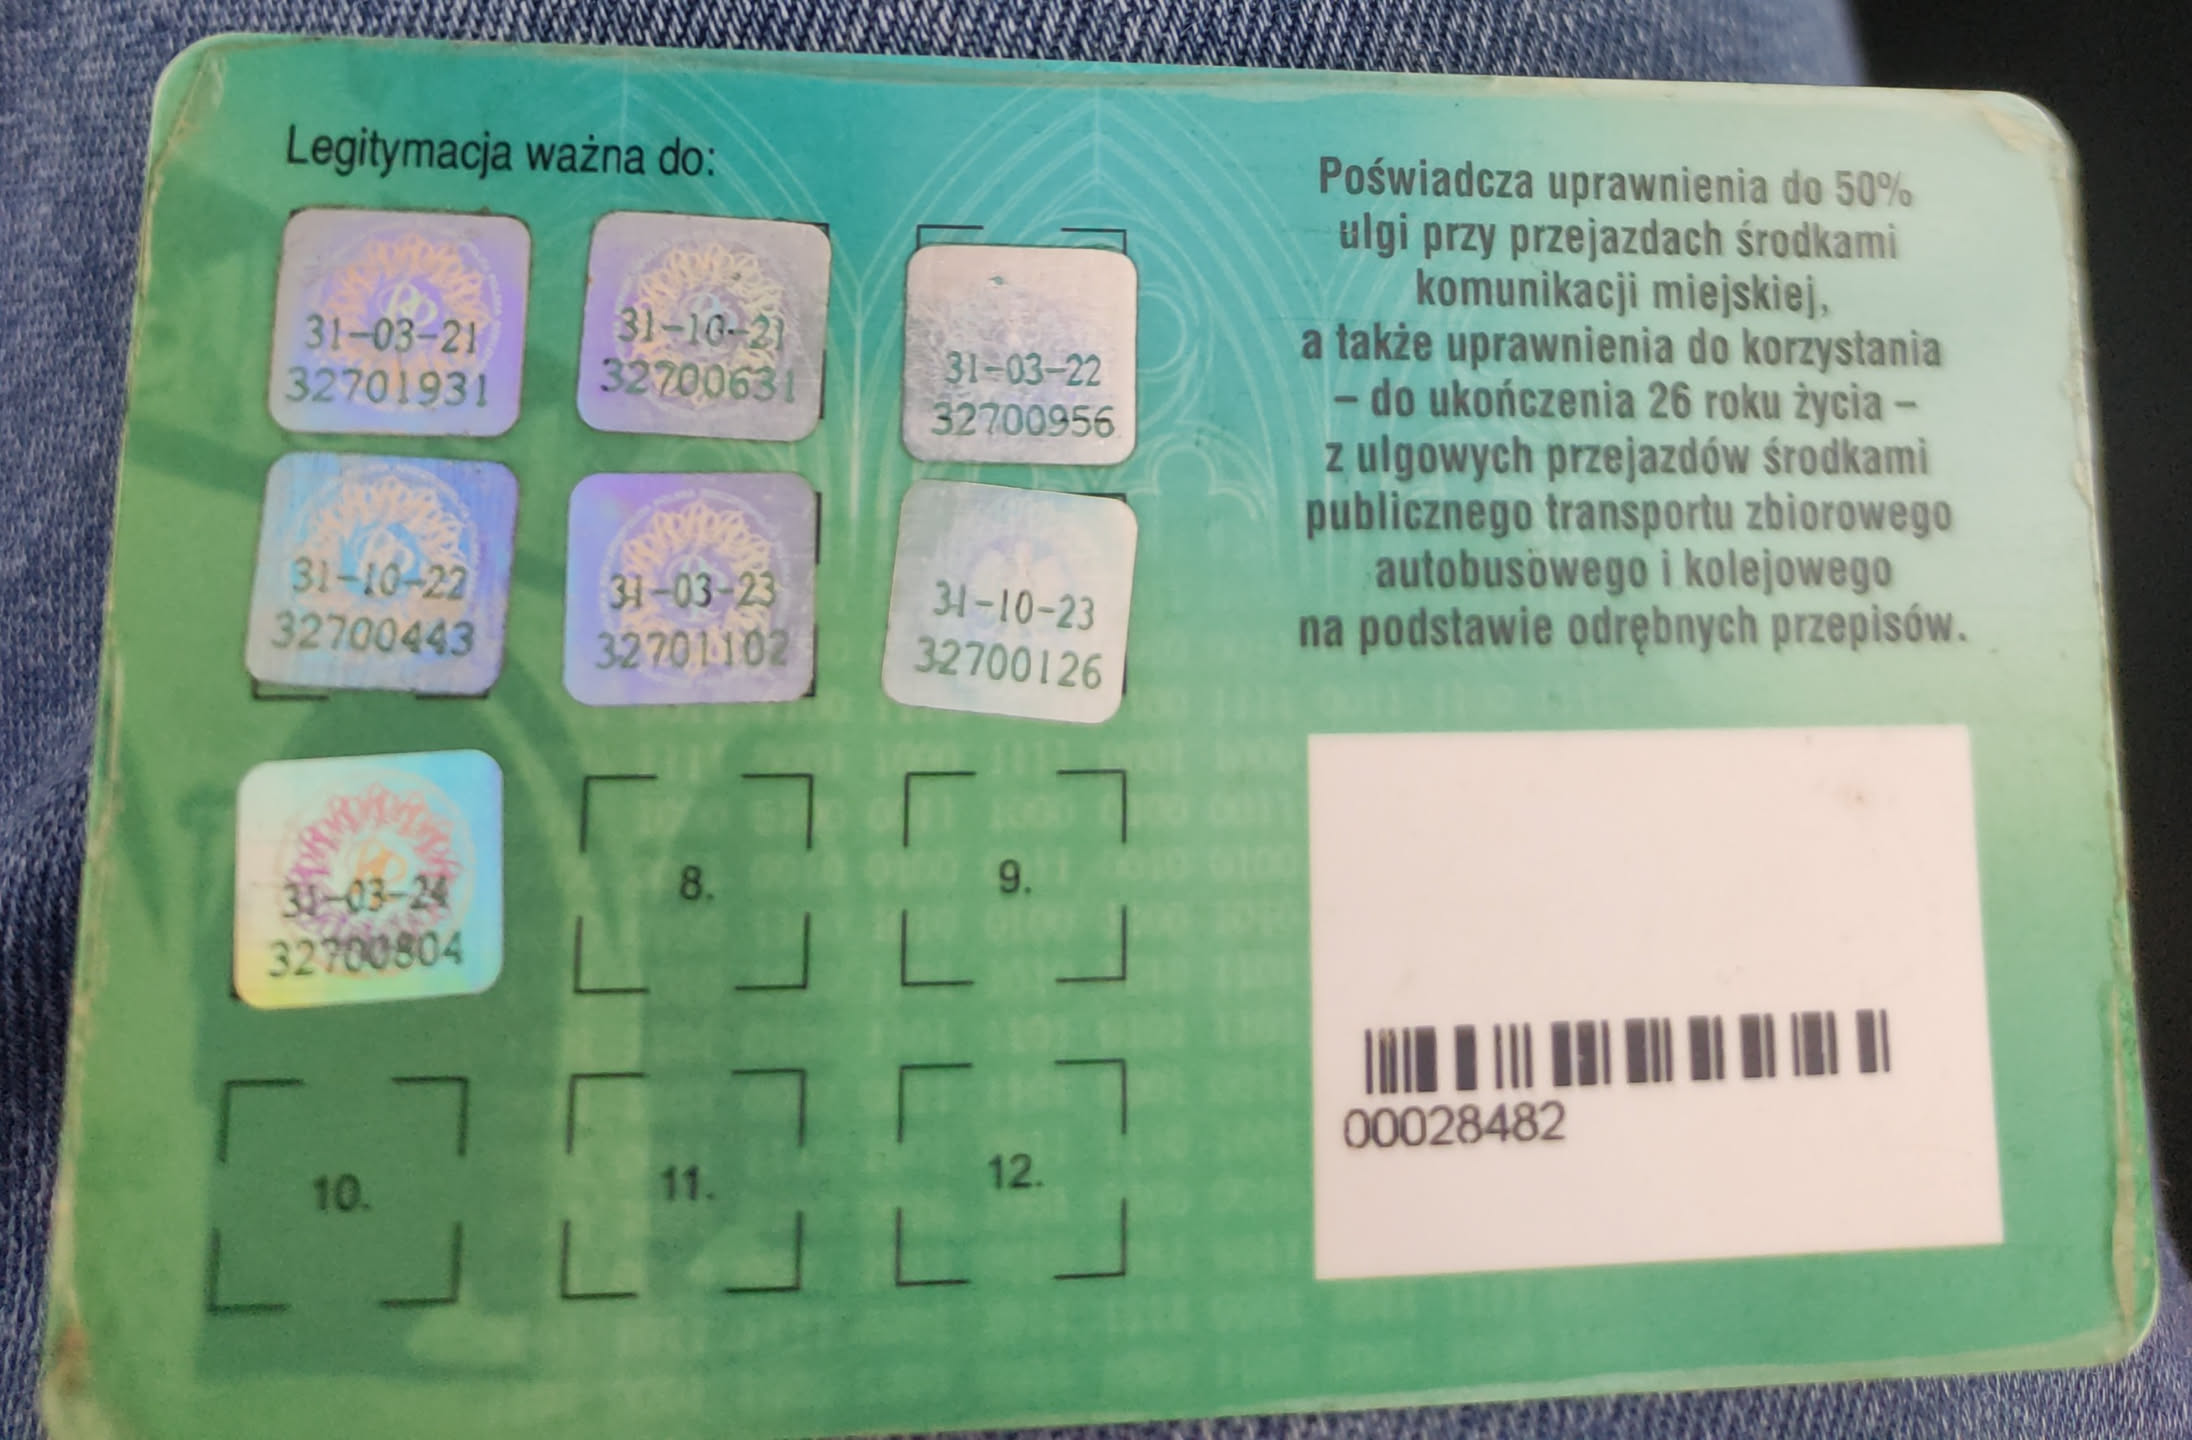 Legitymacja ważna do:
31-03-21
32701931
31-10-21
32700631
31-03-22
32700956
31-10-22
32700443
31-03-23
32701102
31-10-23
32700126
31-03-24
32700804
8.
9.
10.
11.
12.
Poświadcza uprawnienia do 50%
ulgi przy przejazdach środkami
komunikacji miejskiej,
a także uprawnienia do korzystania
– do ukończenia 26 roku życia –
z ulgowych przejazdów środkami
publicznego transportu zbiorowego
autobusowego i kolejowego
na podstawie odrębnych przepisów.
00028482